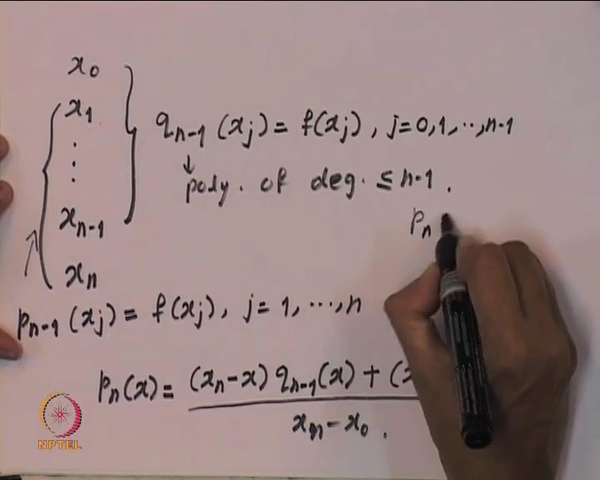 x₀
x₁
⋮
xₙ₋₁
xₙ
qₙ₋₁(xⱼ) = f(xⱼ), j=0,1,..,n-1
↓
poly. of deg. ≤ n-1.
pₙ
pₙ₋₁(xⱼ) = f(xⱼ), j=1,...,n
pₙ(x) = (xₙ-x) qₙ₋₁(x) + (x
xₙ-x₀.
NPTEL